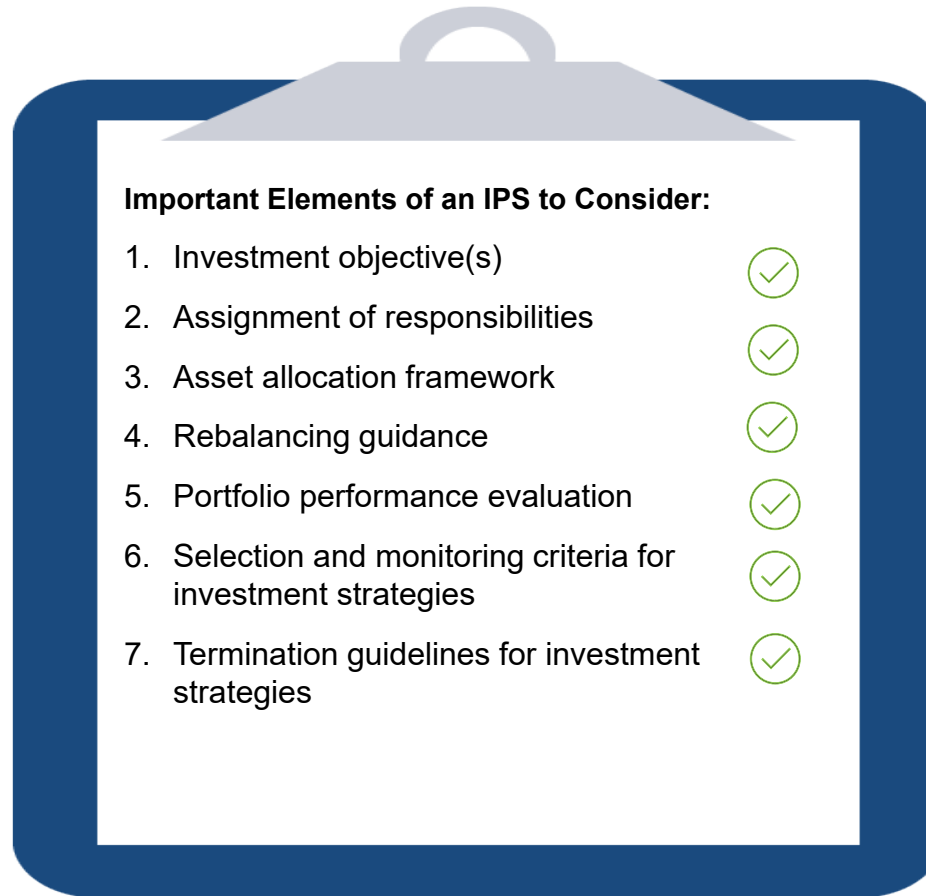 Important Elements of an IPS to Consider:
1. Investment objective(s)
2. Assignment of responsibilities
3. Asset allocation framework
4. Rebalancing guidance
5. Portfolio performance evaluation
6. Selection and monitoring criteria for
investment strategies
7. Termination guidelines for investment
strategies